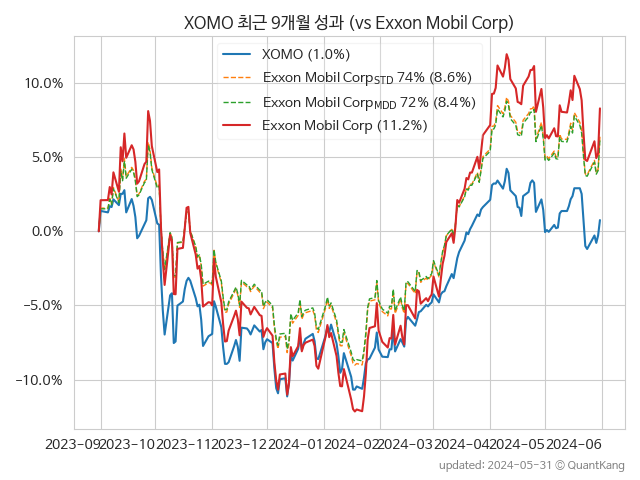 XOMO 최근 9개월 성과 (vs Exxon Mobil Corp)
XOMO (1.0%)
Exxon Mobil Corp_STD 74% (8.6%)
Exxon Mobil Corp_MDD 72% (8.4%)
Exxon Mobil Corp (11.2%)
10.0%
5.0%
0.0%
−5.0%
−10.0%
2023-09 2023-10 2023-11 2023-12 2024-01 2024-02 2024-03 2024-04 2024-05 2024-06
updated: 2024-05-31 © QuantKang